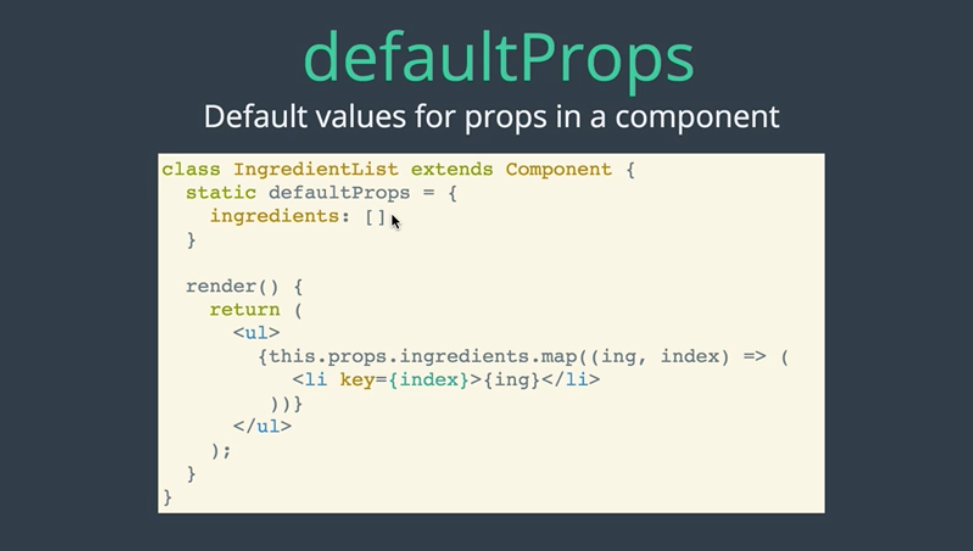 defaultProps
Default values for props in a component
class IngredientList extends Component {
  static defaultProps = {
    ingredients: []
  }

  render() {
    return (
      <ul>
        {this.props.ingredients.map((ing, index) => (
           <li key={index}>{ing}</li>
         ))}
      </ul>
    );
  }
}